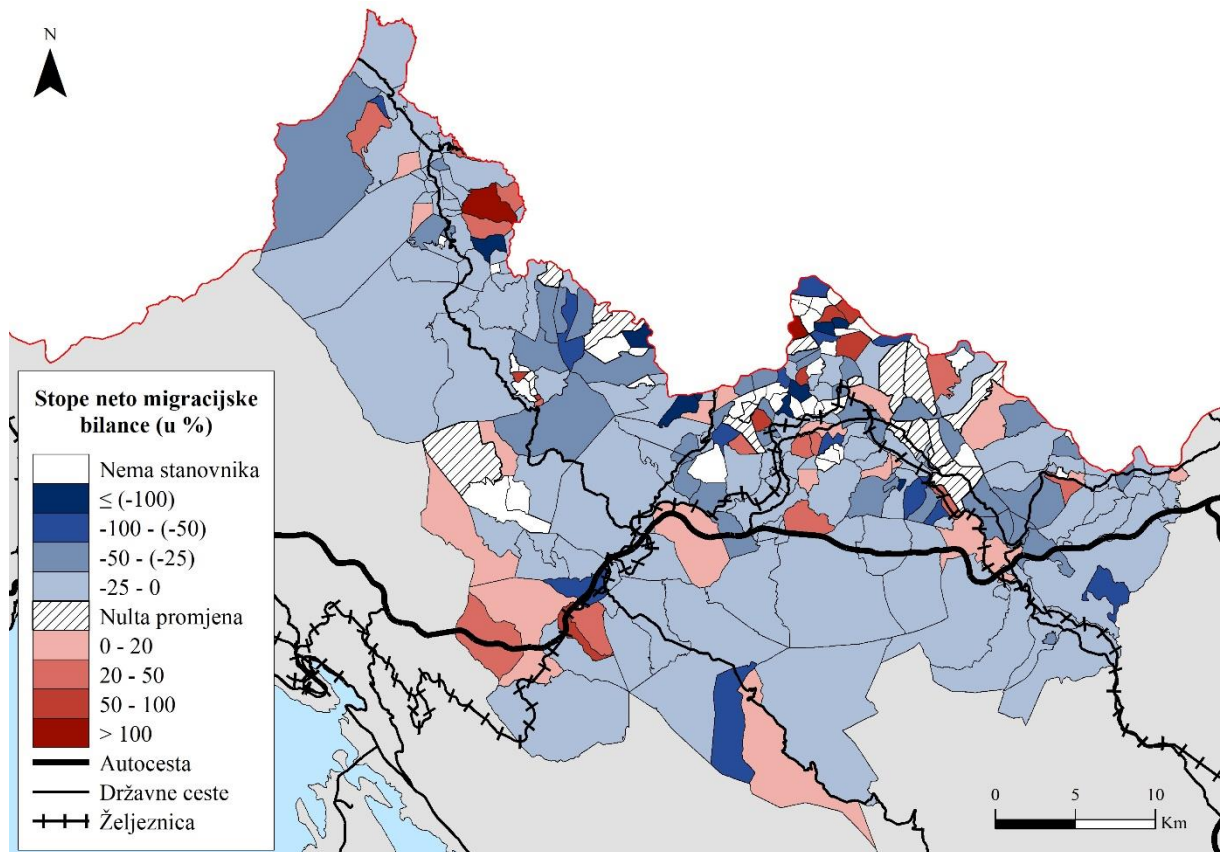 N
Stope neto migracijske
bilance (u %)
Nema stanovnika
≤ (-100)
-100 - (-50)
-50 - (-25)
-25 - 0
Nulta promjena
0 - 20
20 - 50
50 - 100
> 100
Autocesta
Državne ceste
Željeznica
0 5 10
Km